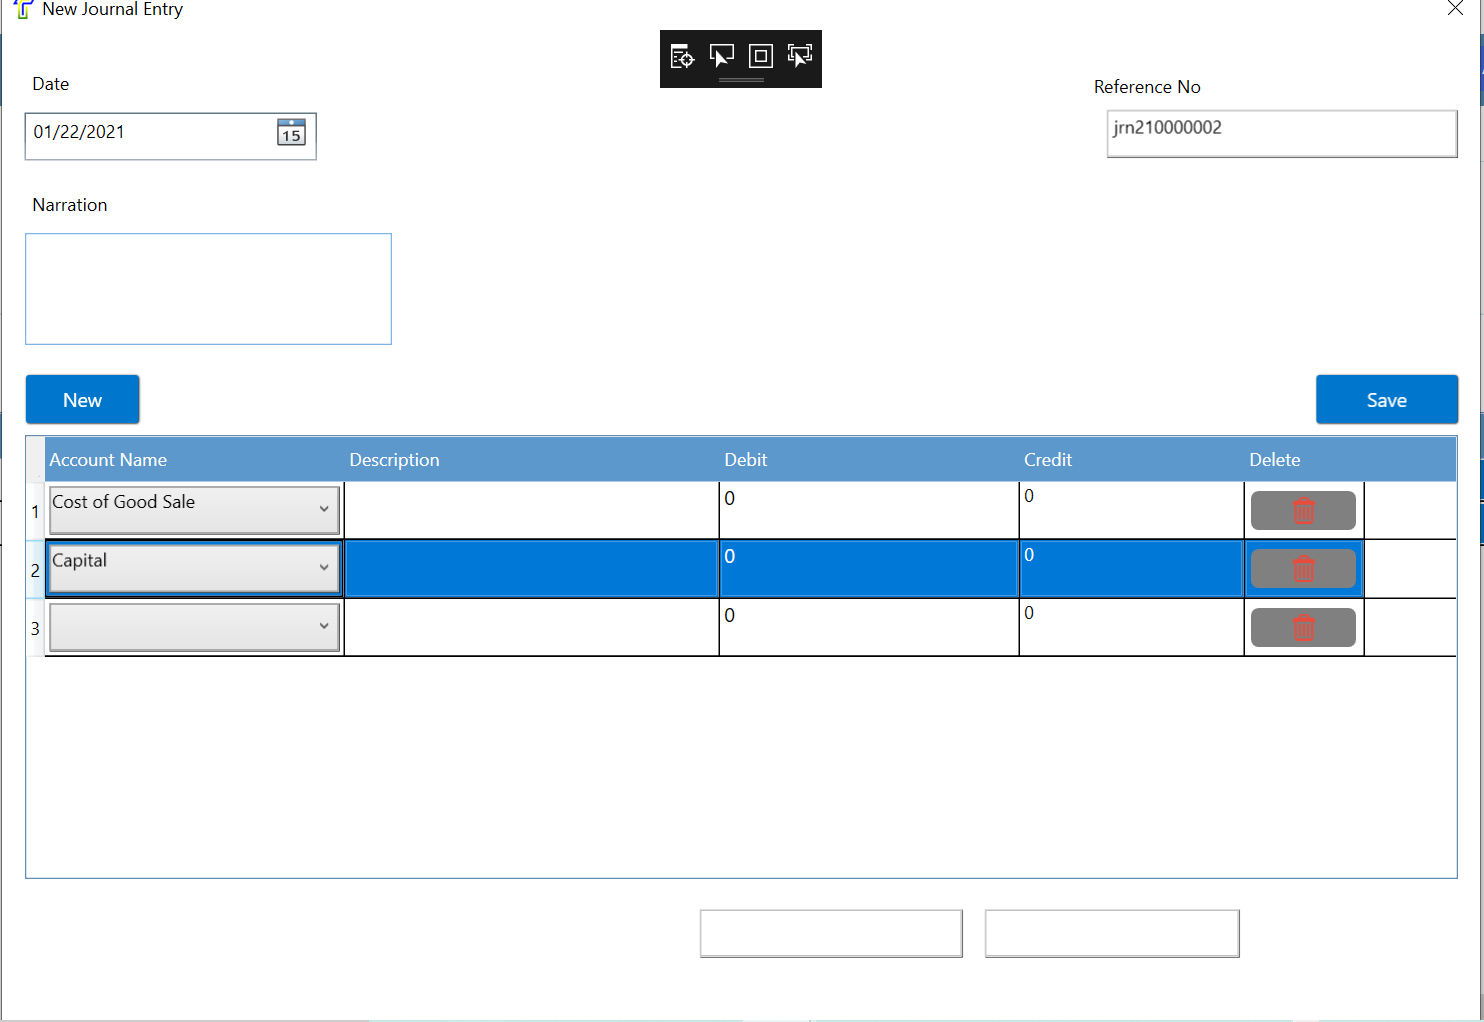 New Journal Entry
Date
Reference No
01/22/2021
15
jrn210000002
Narration
New
Save
Account Name Description Debit Credit Delete
1 Cost of Good Sale 0 0
2 Capital 0 0
3 0 0